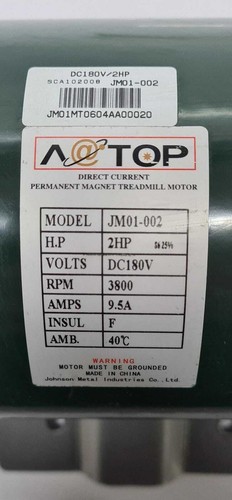 DC180V/2HP
SCA102008 JM01-002
JM01MT0604AA00020
A@TOP
DIRECT CURRENT
PERMANENT MAGNET TREADMILL MOTOR
MODEL JM01-002
H.P 2HP
VOLTS DC180V
RPM 3800
AMPS 9.5A
INSUL F
AMB. 40℃
WARNING
MOTOR MUST BE GROUNDED
MADE IN CHINA
Johnson Metal Industries Co.,Ltd.